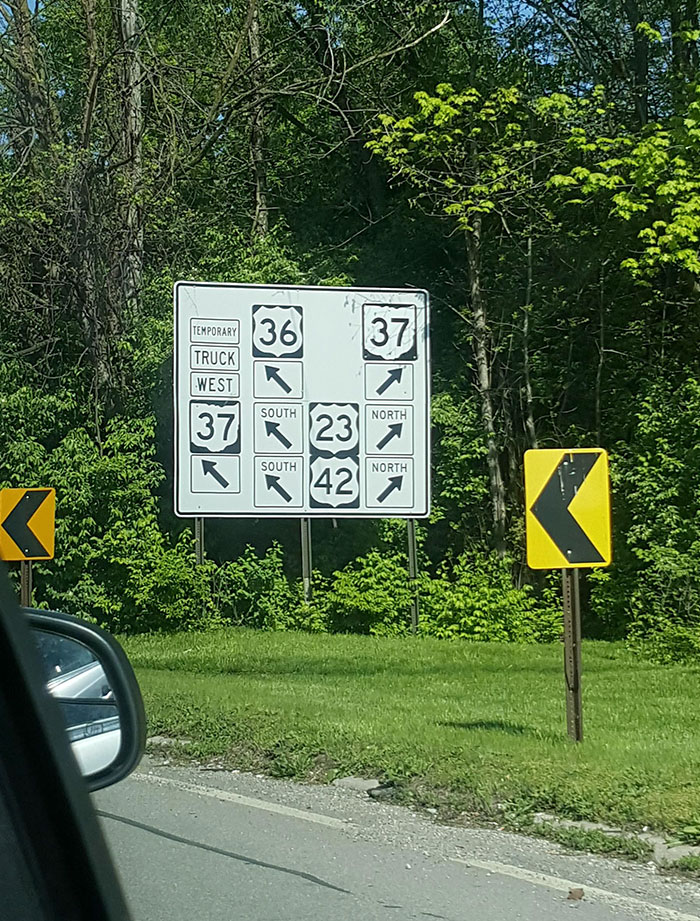 36 37
TEMPORARY
TRUCK
WEST
37 SOUTH 23 NORTH
SOUTH 42 NORTH